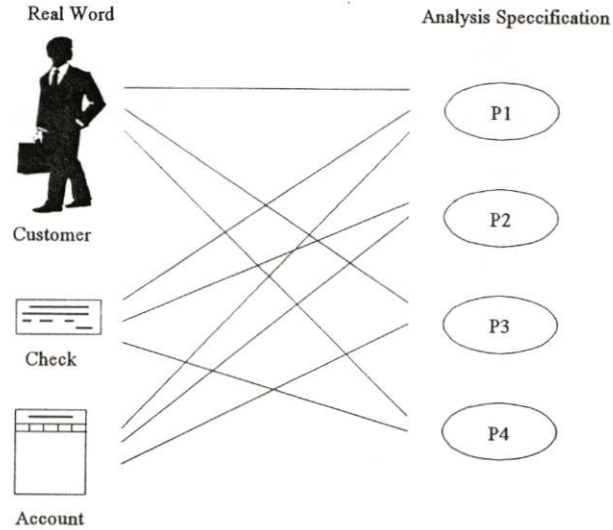 Real Word
Analysis Speccification
P1
P2
Customer
P3
Check
P4
Account